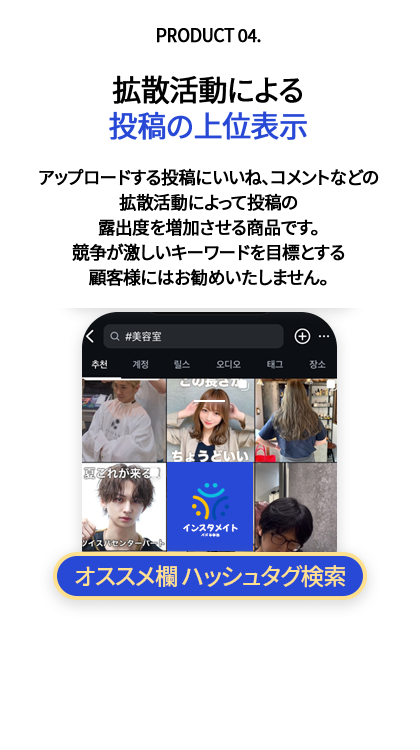 PRODUCT 04.
拡散活動による
投稿の上位表示
アップロードする投稿にいいね、コメントなどの
拡散活動によって投稿の
露出度を増加させる商品です。
競争が激しいキーワードを目標とする
顧客様にはお勧めいたしません。
#美容室
추천 계정 릴스 오디오 태그 장소
この長さが
ちょうどいい
夏これが来る
ツイスパセンターパート
インスタメイト
オススメ欄 ハッシュタグ検索